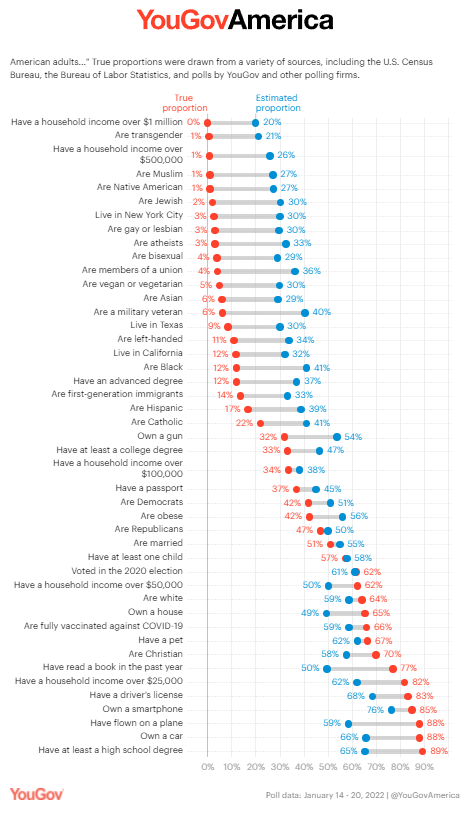 YouGovAmerica
American adults..." True proportions were drawn from a variety of sources, including the U.S. Census
Bureau, the Bureau of Labor Statistics, and polls by YouGov and other polling firms.
True proportion Estimated proportion
Have a household income over $1 million 0% 20%
Are transgender 1% 21%
Have a household income over $500,000 1% 26%
Are Muslim 1% 27%
Are Native American 1% 27%
Are Jewish 2% 30%
Live in New York City 3% 30%
Are gay or lesbian 3% 30%
Are atheists 3% 33%
Are bisexual 4% 29%
Are members of a union 4% 36%
Are vegan or vegetarian 5% 30%
Are Asian 6% 29%
Are a military veteran 6% 40%
Live in Texas 9% 30%
Are left-handed 11% 34%
Live in California 12% 32%
Are Black 12% 41%
Have an advanced degree 12% 37%
Are first-generation immigrants 14% 33%
Are Hispanic 17% 39%
Are Catholic 22% 41%
Own a gun 32% 54%
Have at least a college degree 33% 47%
Have a household income over $100,000 34% 38%
Have a passport 37% 45%
Are Democrats 42% 51%
Are obese 42% 56%
Are Republicans 47% 50%
Are married 51% 55%
Have at least one child 57% 58%
Voted in the 2020 election 61% 62%
Have a household income over $50,000 50% 62%
Are white 59% 64%
Own a house 49% 65%
Are fully vaccinated against COVID-19 59% 66%
Have a pet 62% 67%
Are Christian 58% 70%
Have read a book in the past year 50% 77%
Have a household income over $25,000 62% 82%
Have a driver's license 68% 83%
Own a smartphone 76% 85%
Have flown on a plane 59% 88%
Own a car 66% 88%
Have at least a high school degree 65% 89%
0% 10% 20% 30% 40% 50% 60% 70% 80% 90%
YouGov Poll data: January 14 - 20, 2022 | @YouGovAmerica